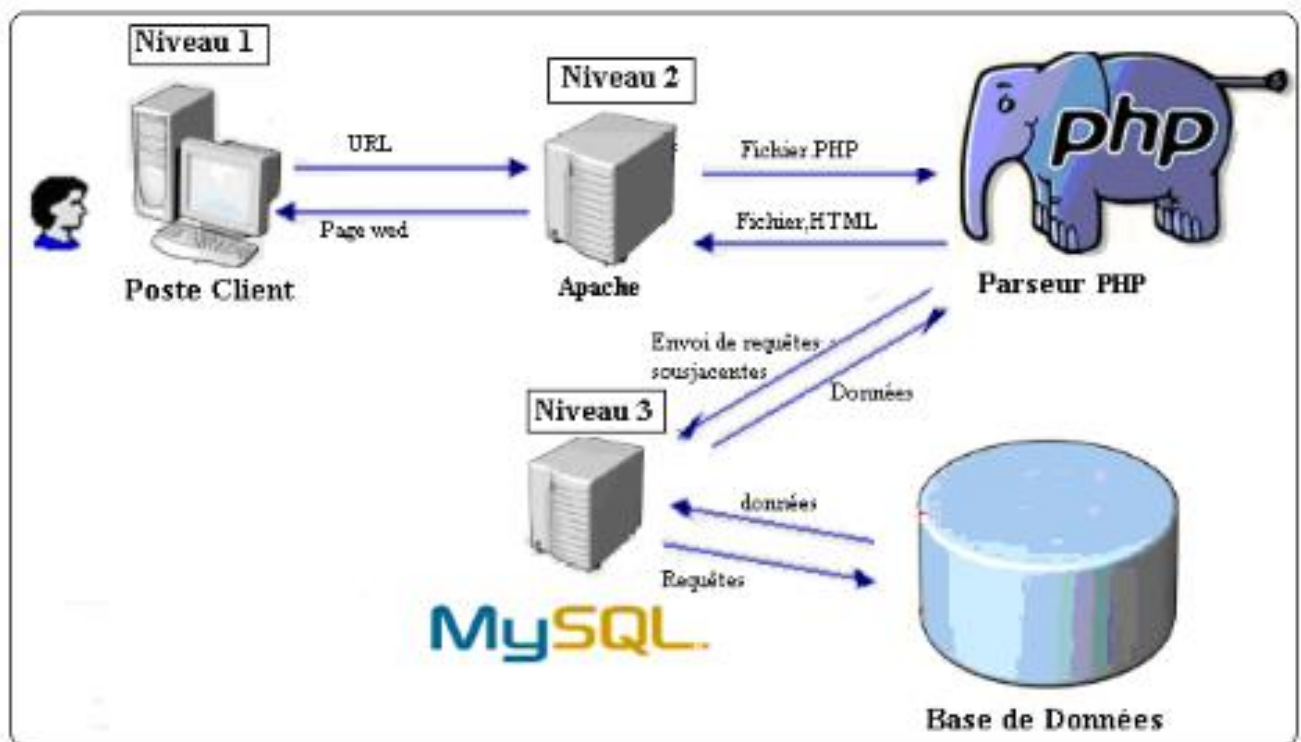 Niveau 1
Niveau 2
URL
Fichier.PHP
php
Page wed
Fichier,HTML
Poste Client
Apache
Parseur PHP
Envoi de requêtes
sousjacentes
Données
Niveau 3
données
Requêtes
MySQL
Base de Données